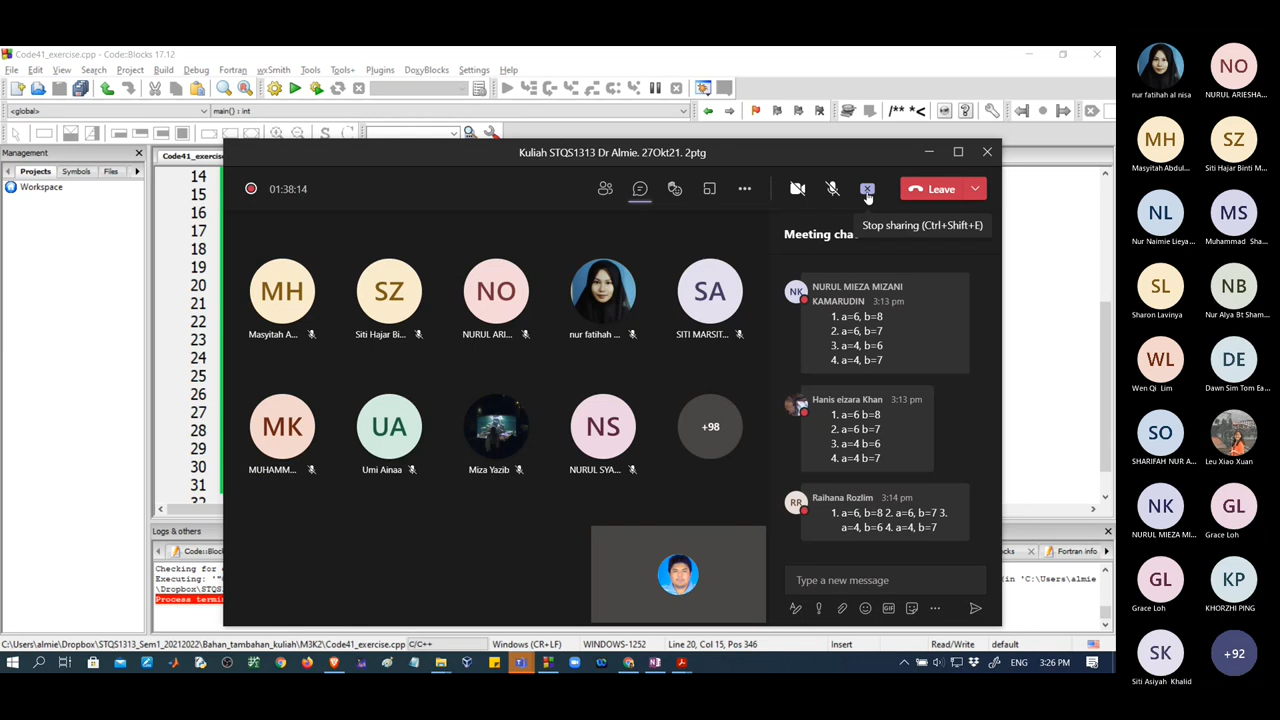 Code41_exercise.cpp - Code::Blocks 17.12
File Edit View Search Project Build Debug Fortran wxSmith Tools Tools+ Plugins DoxyBlocks Settings Help
<global>
main() : int
Management
Projects Symbols Files
Workspace
Code41_exercise
14
15
16
17
18
19
20
21
22
23
24
25
26
27
28
29
30
31
32
Kuliah STQS1313 Dr Almie. 27Okt21. 2ptg
01:38:14
Leave
Stop sharing (Ctrl+Shift+E)
Meeting cha
MH
Masyitah A...
SZ
Siti Hajar Bi...
NO
NURUL ARI...
nur fatihah ...
SA
SITI MARSIT...
MK
MUHAMM...
UA
Umi Ainaa
Miza Yazib
NS
NURUL SYA...
+98
NK
NURUL MIEZA MIZANI
KAMARUDIN 3:13 pm
1. a=6, b=8
2. a=6, b=7
3. a=4, b=6
4. a=4, b=7
Hanis eizara Khan 3:13 pm
1. a=6 b=8
2. a=6 b=7
3. a=4 b=6
4. a=4 b=7
RR
Raihana Rozlim 3:14 pm
1. a=6, b=8 2. a=6, b=7 3.
a=4, b=6 4. a=4, b=7
Type a new message
GIF
Logs & others
Code::Blo
Fortran info
Checking for
Executing: '"
\Dropbox\STQS
Process termi
in 'C:\Users\almie
C:\Users\almie\Dropbox\STQS1313_Sem1_20212022\Bahan_tambahan_kuliah\M3K2\Code41_exercise.cpp C/C++ Windows (CR+LF) WINDOWS-1252 Line 20, Col 15, Pos 346 Insert Read/Write default
ENG 3:26 PM
nur fatihah al nisa
NO
NURUL ARIESHA...
MH
Masyitah Abdul...
SZ
Siti Hajar Binti M...
NL
Nur Naimie Lieya...
MS
Muhammad Sha...
SL
Sharon Lavinya
NB
Nur Alya Bt Sham...
WL
Wen Qi Lim
DE
Dawn Sim Tom Ea...
SO
SHARIFAH NUR A...
Leu Xiao Xuan
NK
NURUL MIEZA MI...
GL
Grace Loh
GL
Grace Loh
KP
KHORZHI PING
SK
Siti Asiyah Khalid
+92